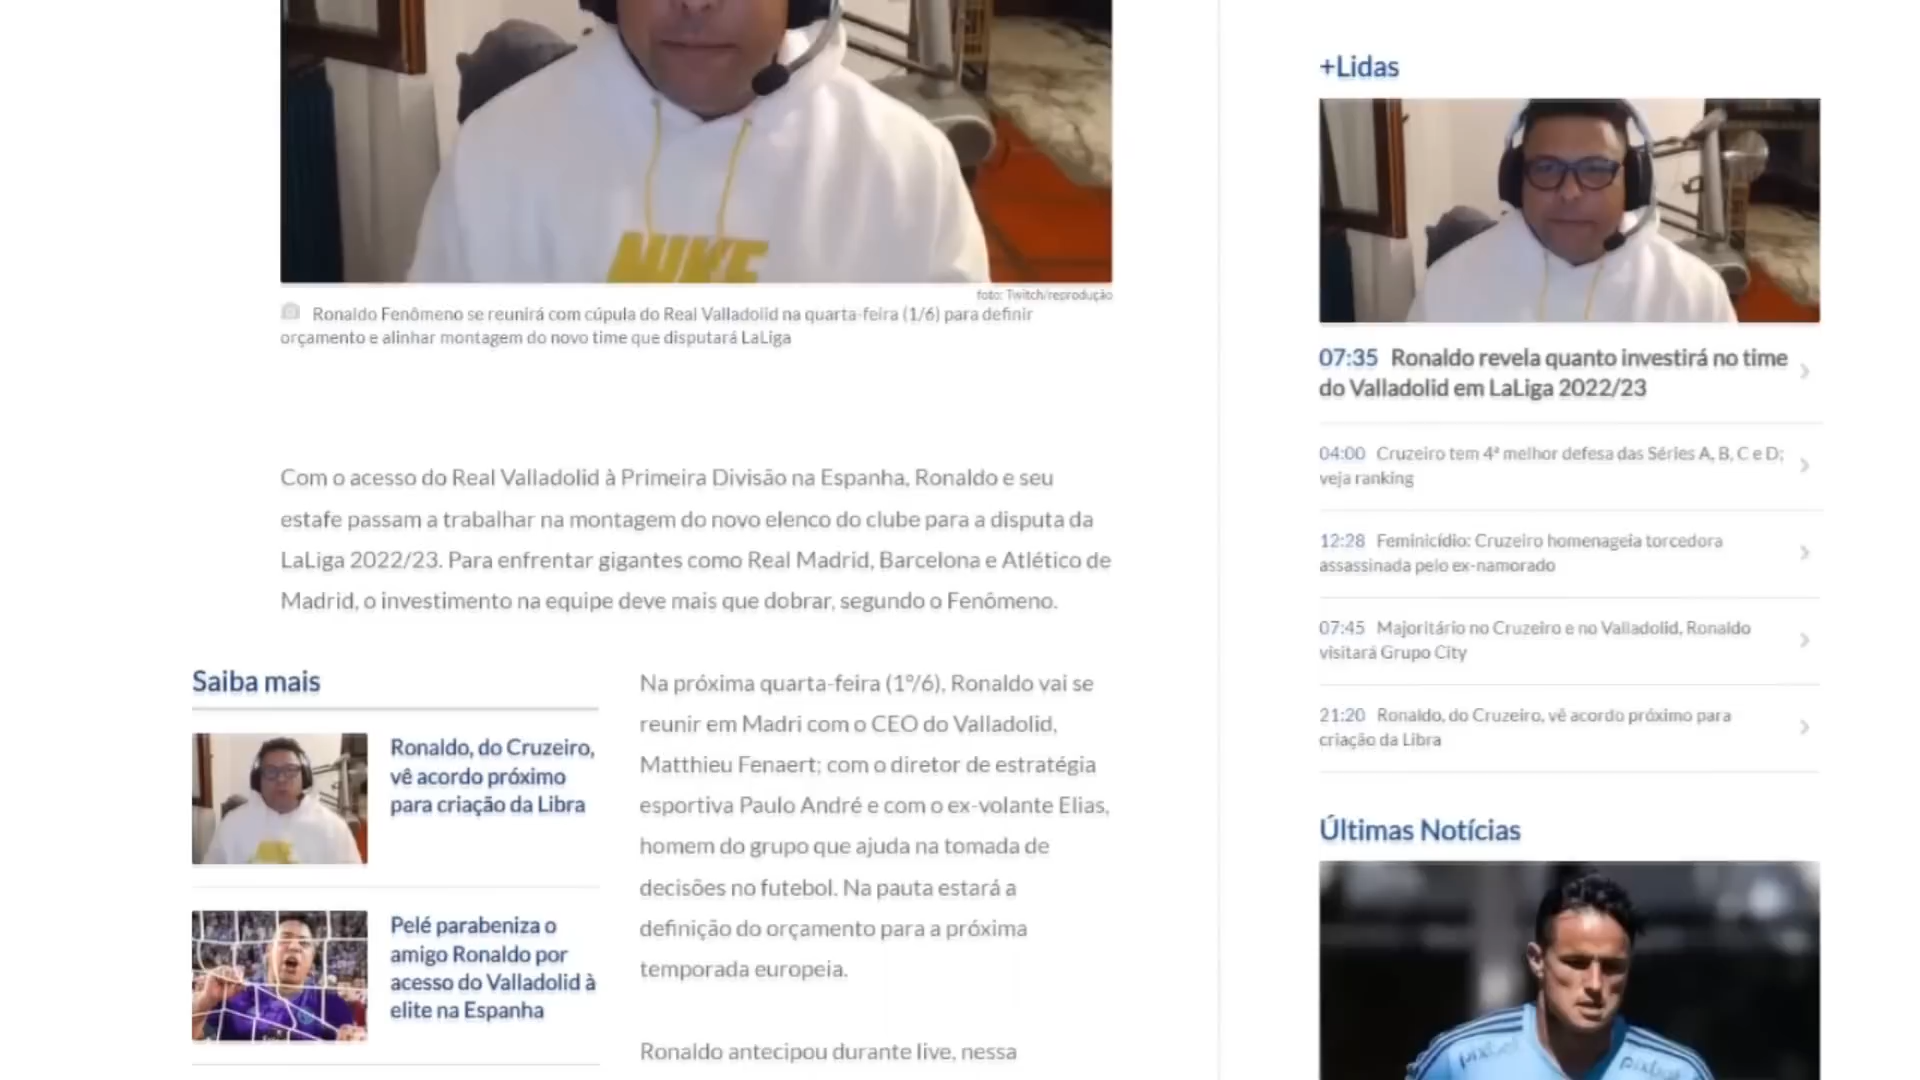 NIKE
foto: Twitch/reprodução
Ronaldo Fenômeno se reunirá com cúpula do Real Valladolid na quarta-feira (1/6) para definir
orçamento e alinhar montagem do novo time que disputará LaLiga
Com o acesso do Real Valladolid à Primeira Divisão na Espanha, Ronaldo e seu
estafe passam a trabalhar na montagem do novo elenco do clube para a disputa da
LaLiga 2022/23. Para enfrentar gigantes como Real Madrid, Barcelona e Atlético de
Madrid, o investimento na equipe deve mais que dobrar, segundo o Fenômeno.
Saiba mais
Ronaldo, do Cruzeiro,
vê acordo próximo
para criação da Libra
Pelé parabeniza o
amigo Ronaldo por
acesso do Valladolid à
elite na Espanha
Na próxima quarta-feira (1º/6), Ronaldo vai se
reunir em Madri com o CEO do Valladolid,
Matthieu Fenaert; com o diretor de estratégia
esportiva Paulo André e com o ex-volante Elias,
homem do grupo que ajuda na tomada de
decisões no futebol. Na pauta estará a
definição do orçamento para a próxima
temporada europeia.
Ronaldo antecipou durante live, nessa
+Lidas
07:35 Ronaldo revela quanto investirá no time
do Valladolid em LaLiga 2022/23
04:00 Cruzeiro tem 4ª melhor defesa das Séries A, B, C e D;
veja ranking
12:28 Feminicídio: Cruzeiro homenageia torcedora
assassinada pelo ex-namorado
07:45 Majoritário no Cruzeiro e no Valladolid, Ronaldo
visitará Grupo City
21:20 Ronaldo, do Cruzeiro, vê acordo próximo para
criação da Libra
Últimas Notícias
pixbet pixbet